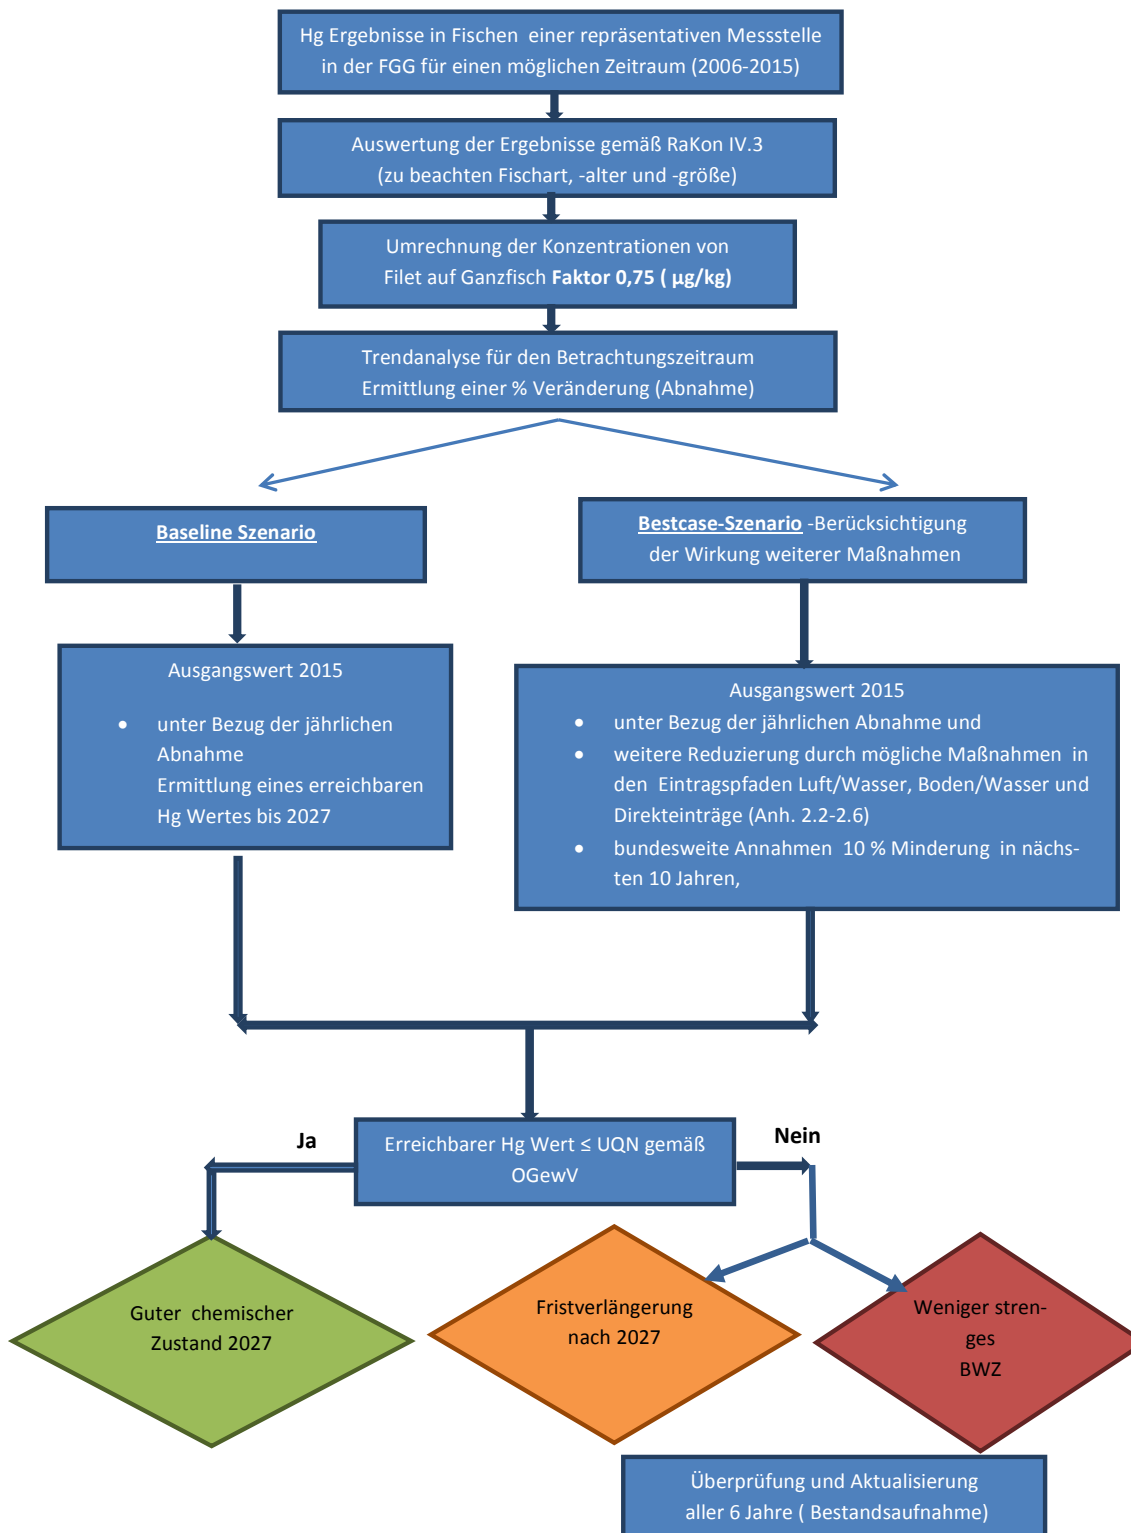 Hg Ergebnisse in Fischen einer repräsentativen Messstelle
in der FGG für einen möglichen Zeitraum (2006-2015)
Auswertung der Ergebnisse gemäß RaKon IV.3
(zu beachten Fischart, -alter und -größe)
Umrechnung der Konzentrationen von
Filet auf Ganzfisch Faktor 0,75 ( µg/kg)
Trendanalyse für den Betrachtungszeitraum
Ermittlung einer % Veränderung (Abnahme)
Baseline Szenario
Bestcase-Szenario -Berücksichtigung
der Wirkung weiterer Maßnahmen
Ausgangswert 2015
• unter Bezug der jährlichen
Abnahme
Ermittlung eines erreichbaren
Hg Wertes bis 2027
Ausgangswert 2015
• unter Bezug der jährlichen Abnahme und
• weitere Reduzierung durch mögliche Maßnahmen in
den Eintragspfaden Luft/Wasser, Boden/Wasser und
Direkteinträge (Anh. 2.2-2.6)
• bundesweite Annahmen 10 % Minderung in nächs-
ten 10 Jahren,
Ja
Erreichbarer Hg Wert ≤ UQN gemäß
OGewV
Nein
Guter chemischer
Zustand 2027
Fristverlängerung
nach 2027
Weniger stren-
ges
BWZ
Überprüfung und Aktualisierung
aller 6 Jahre ( Bestandsaufnahme)